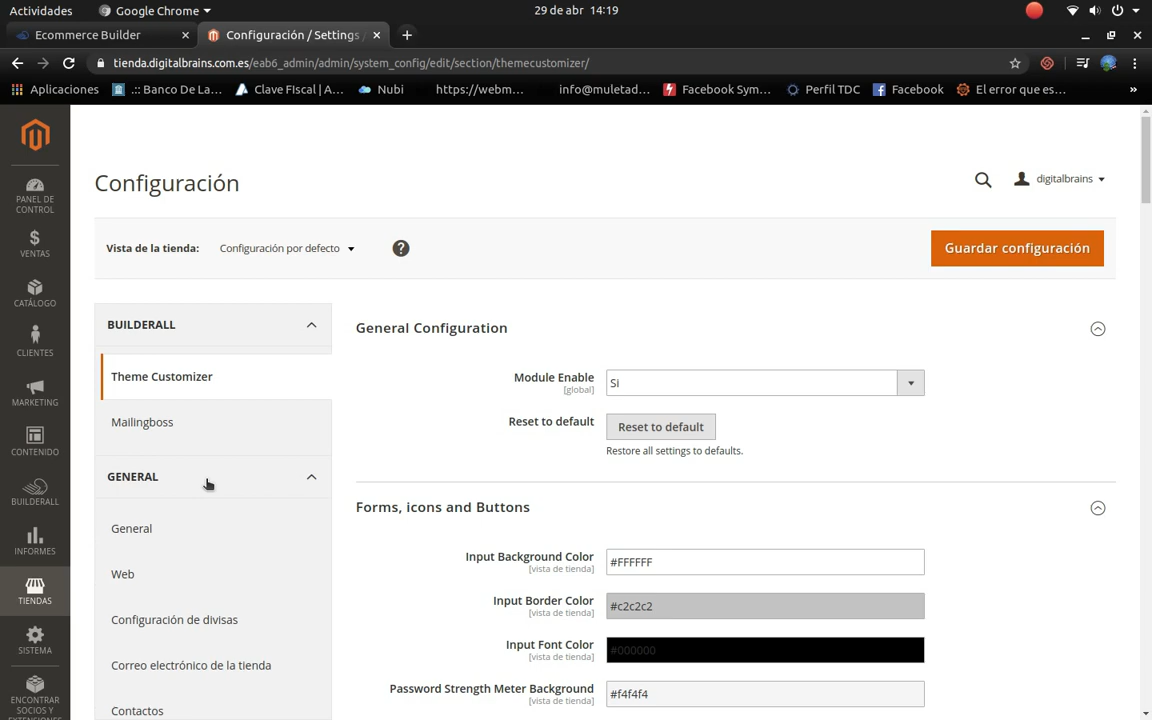 Actividades
Google Chrome
29 de abr 14:19
Ecommerce Builder
Configuración / Settings /
tienda.digitalbrains.com.es/eab6_admin/admin/system_config/edit/section/themecustomizer/
Aplicaciones
.:: Banco De La...
Clave FIscal | A...
Nubi
https://webm...
info@muletad...
Facebook Sym...
Perfil TDC
Facebook
El error que es...
»
Configuración
digitalbrains
Vista de la tienda:
Configuración por defecto
?
Guardar configuración
PANEL DE
CONTROL
VENTAS
CATÁLOGO
CLIENTES
MARKETING
CONTENIDO
BUILDERALL
INFORMES
TIENDAS
SISTEMA
ENCONTRAR
SOCIOS Y
EXTENSIONES
BUILDERALL
Theme Customizer
Mailingboss
GENERAL
General
Web
Configuración de divisas
Correo electrónico de la tienda
Contactos
General Configuration
Module Enable
[global]
Si
Reset to default
Reset to default
Restore all settings to defaults.
Forms, icons and Buttons
Input Background Color
[vista de tienda]
#FFFFFF
Input Border Color
[vista de tienda]
#c2c2c2
Input Font Color
[vista de tienda]
#000000
Password Strength Meter Background
[vista de tienda]
#f4f4f4